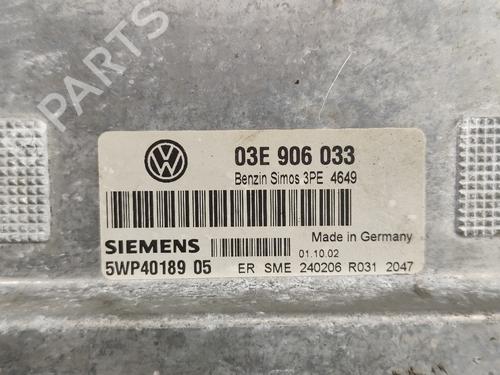 B-PARTS
03E 906 033
Benzin Simos 3PE 4649
SIEMENS
Made in Germany
01.10.02
5WP40189 05
ER SME 240206 R031 2047